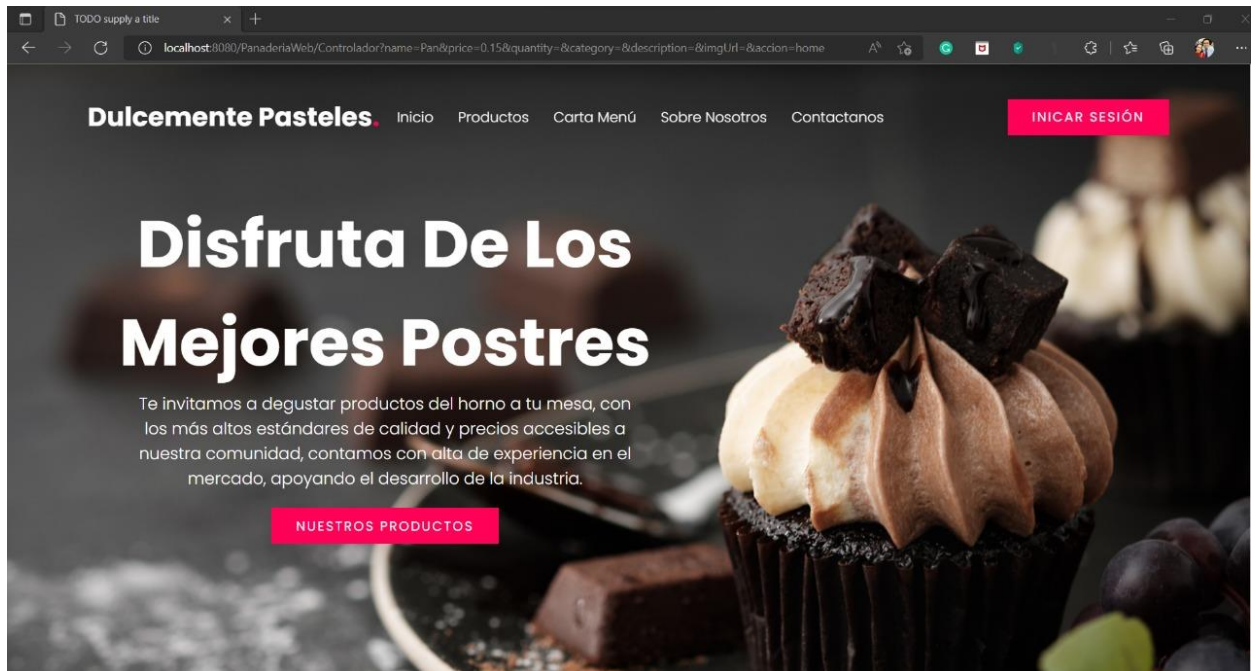 TODO supply a title
localhost:8080/PanaderiaWeb/Controlador?name=Pan&price=0.15&quantity=&category=&description=&imgUrl=&accion=home
Dulcemente Pasteles. Inicio Productos Carta Menú Sobre Nosotros Contactanos INICAR SESIÓN
Disfruta De Los
Mejores Postres
Te invitamos a degustar productos del horno a tu mesa, con
los más altos estándares de calidad y precios accesibles a
nuestra comunidad, contamos con alta de experiencia en el
mercado, apoyando el desarrollo de la industria.
NUESTROS PRODUCTOS